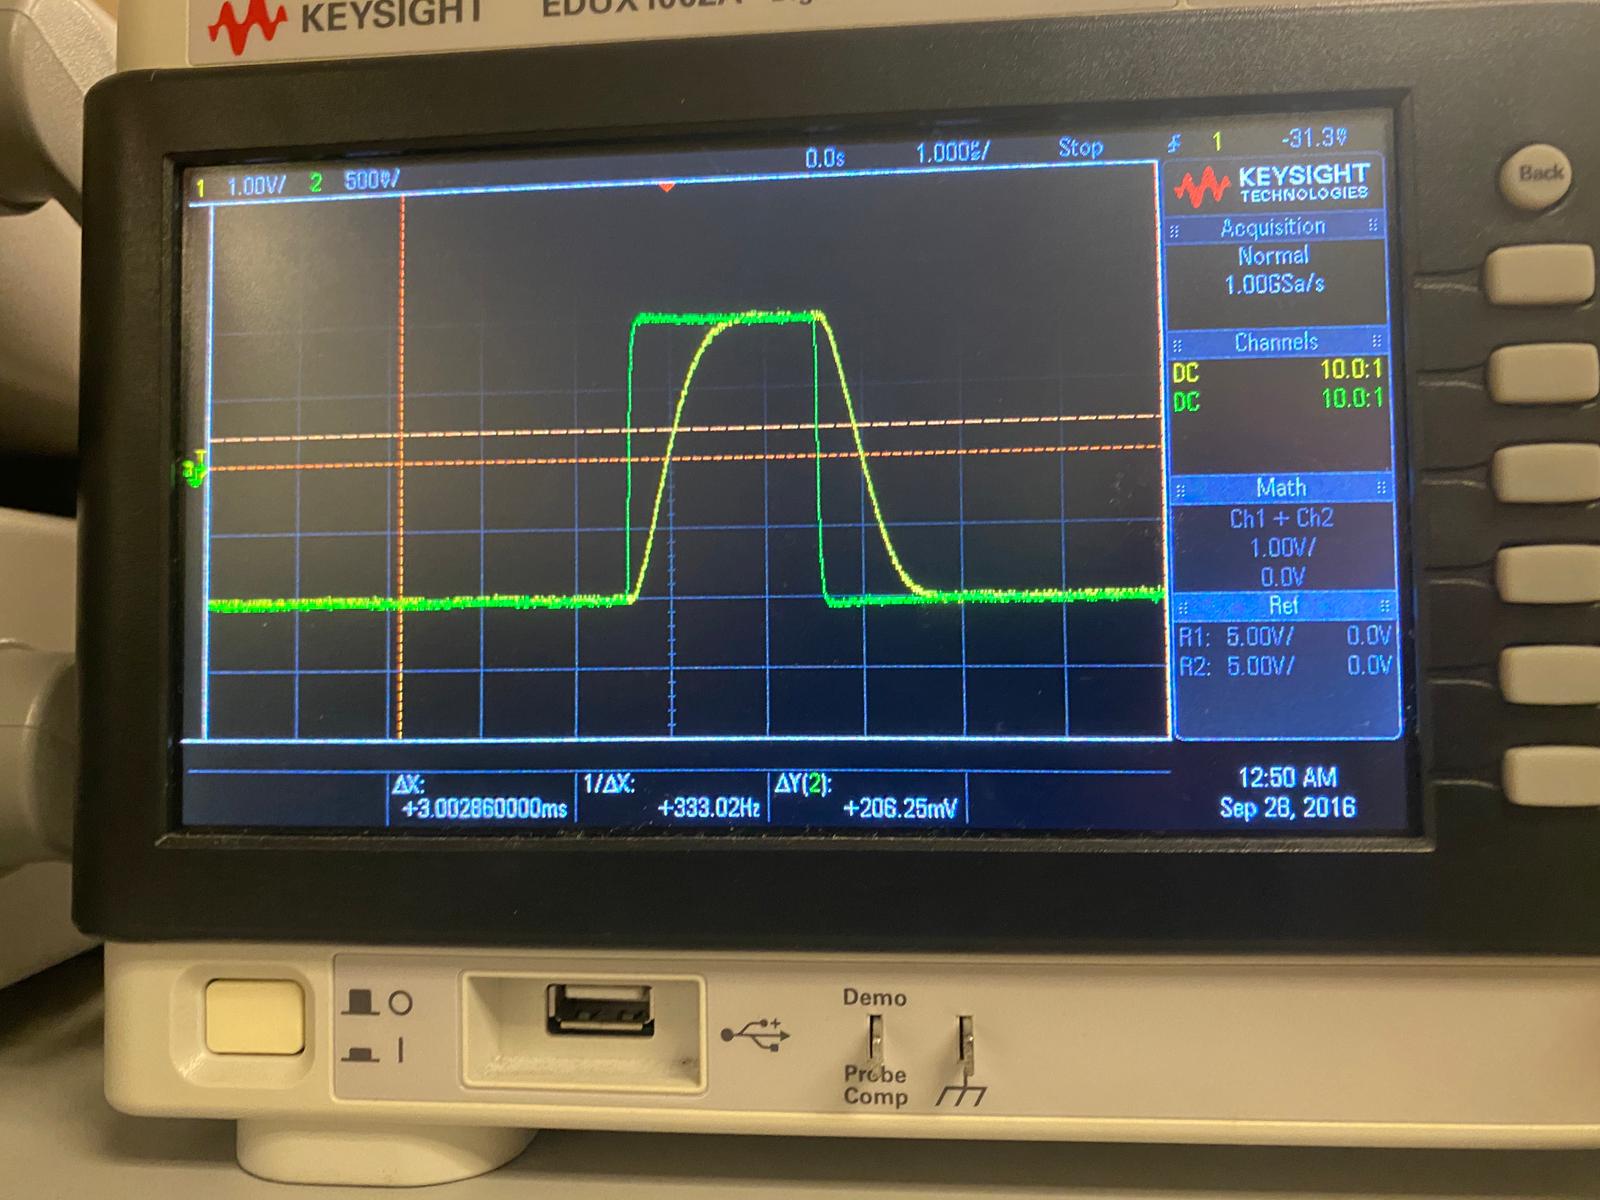 KEYSIGHT
1 1.00V/ 2 500mV/ 0.0s 1.000us/ Stop 1 -31.3mV
KEYSIGHT
TECHNOLOGIES
Acquisition
Normal
1.00GSa/s
Channels
DC 10.0:1
DC 10.0:1
Math
Ch1 + Ch2
1.00V/
0.0V
Ref
R1: 5.00V/ 0.0V
R2: 5.00V/ 0.0V
ΔX:
+3.002860000ms
1/ΔX:
+333.02Hz
ΔY(2):
+206.25mV
12:50 AM
Sep 28, 2016
Back
Demo
Probe
Comp